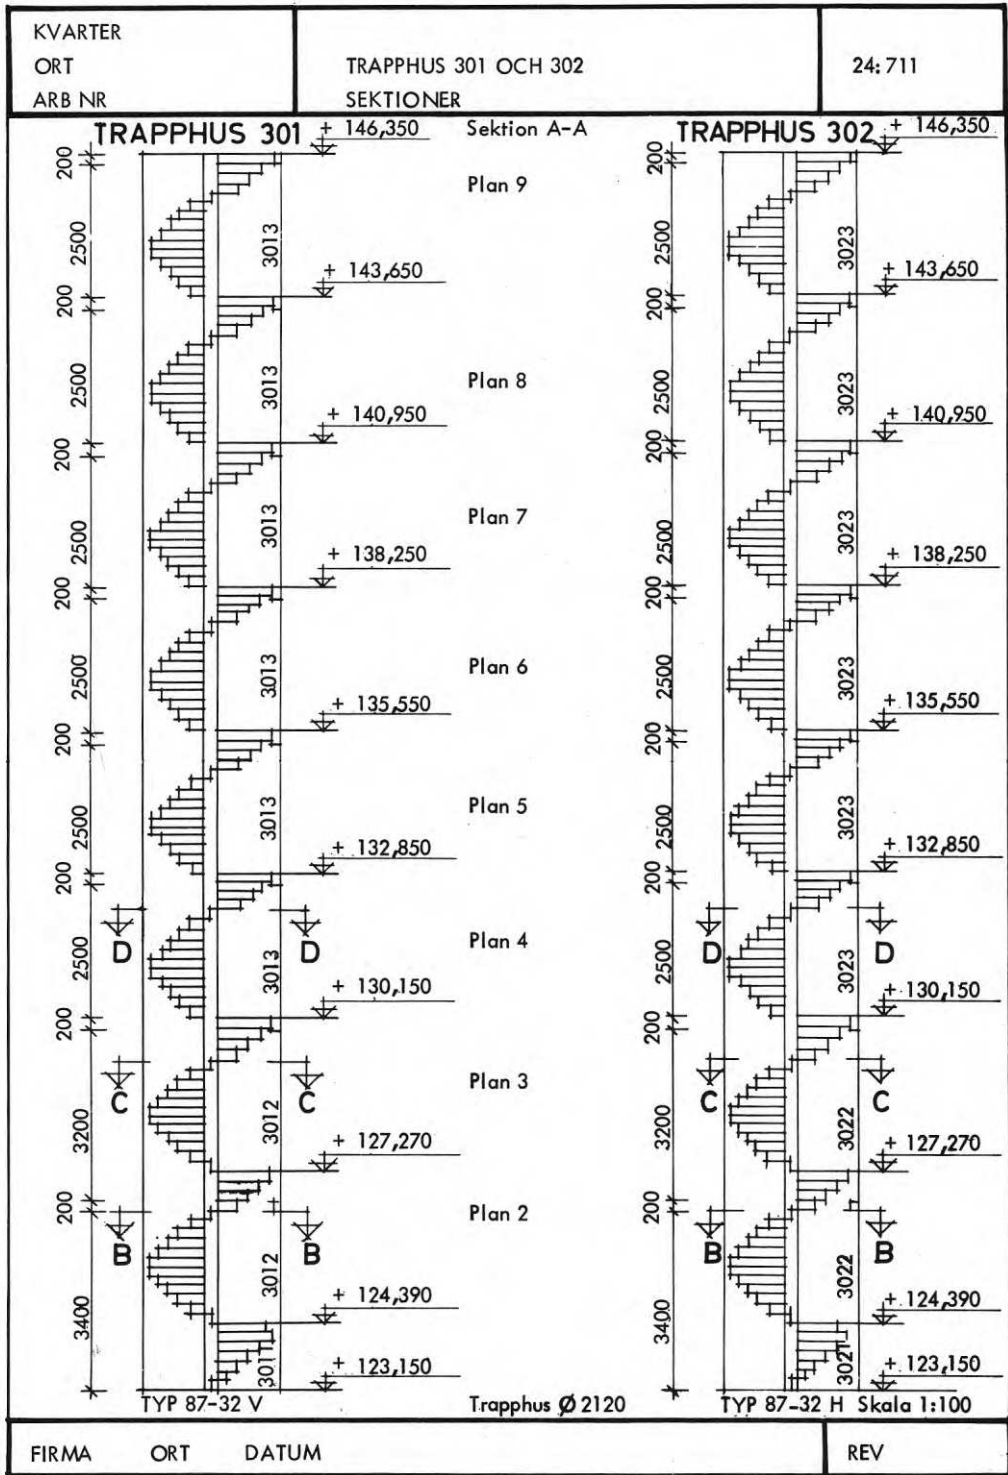 KVARTER
ORT
ARB NR
TRAPPHUS 301 OCH 302
SEKTIONER
24:711
TRAPPHUS 301
+ 146,350
Sektion A-A
TRAPPHUS 302
+ 146,350
200
200
Plan 9
2500
3013
2500
3023
+ 143,650
+ 143,650
200
200
Plan 8
2500
3013
2500
3023
+ 140,950
+ 140,950
200
200
Plan 7
2500
3013
2500
3023
+ 138,250
+ 138,250
200
200
Plan 6
2500
3013
2500
3023
+ 135,550
+ 135,550
200
200
Plan 5
2500
3013
2500
3023
+ 132,850
+ 132,850
200
200
D
D
Plan 4
D
D
2500
3013
2500
3023
+ 130,150
+ 130,150
200
200
C
C
Plan 3
C
C
3200
3012
3200
3022
+ 127,270
+ 127,270
200
200
Plan 2
B
B
B
B
3012
3022
+ 124,390
+ 124,390
3400
3400
3011
3021
+ 123,150
+ 123,150
TYP 87-32 V
Trapphus Ø 2120
TYP 87-32 H Skala 1:100
FIRMA ORT DATUM
REV